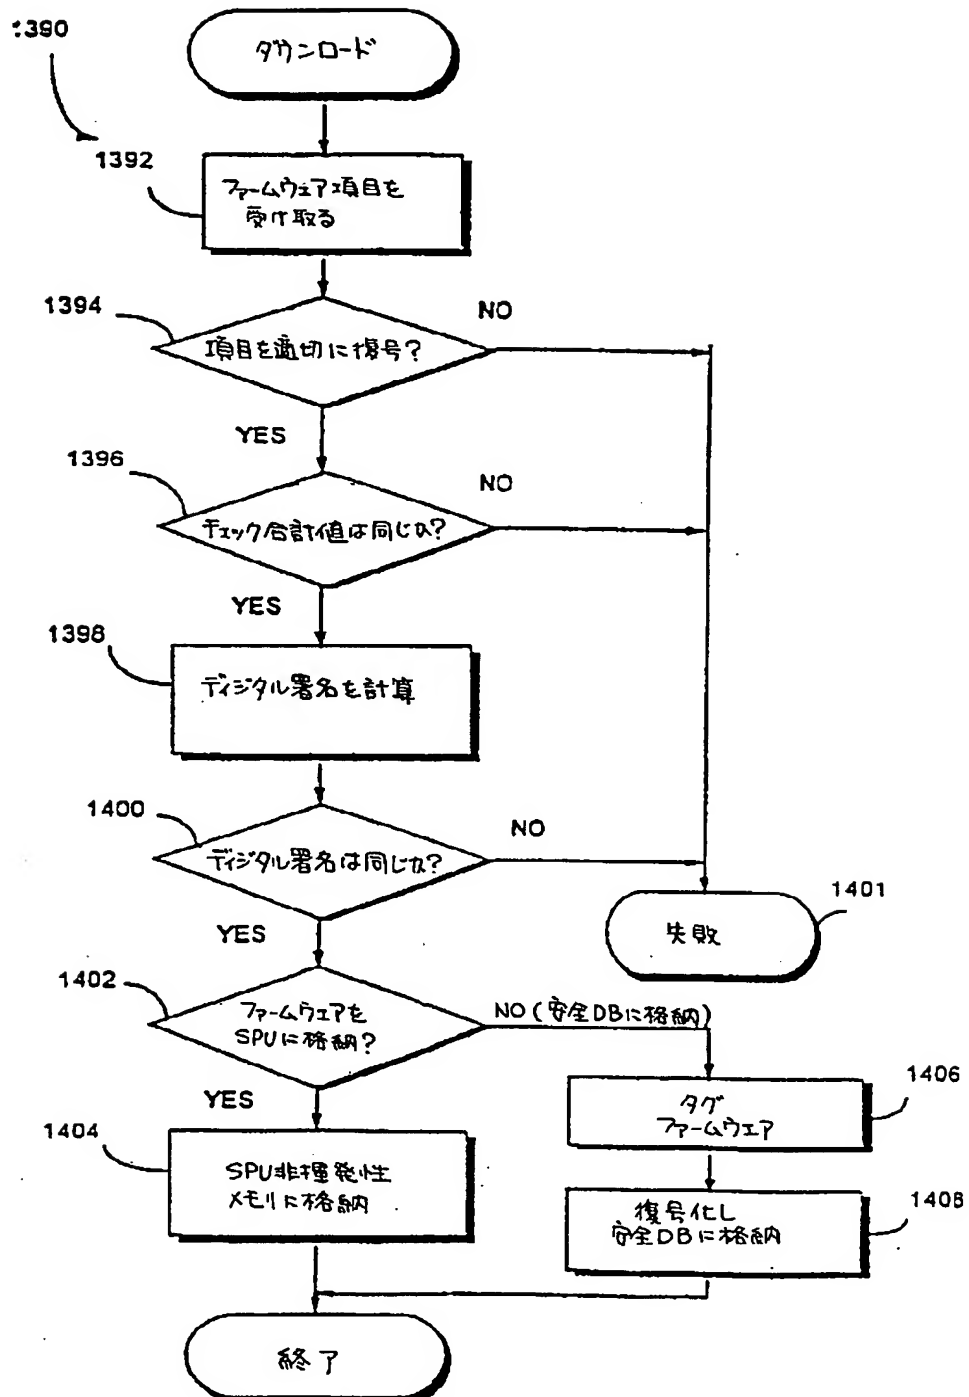 1390
ダウンロード
1392
ファームウェア項目を
受け取る
1394
項目を適切に復号?
NO
YES
1396
チェック合計値は同じか?
NO
YES
1398
ディジタル署名を計算
1400
ディジタル署名は同じか?
NO
YES
失敗
1401
1402
ファームウェアを
SPUに格納?
NO(安全DBに格納)
YES
1404
SPU非揮発性
メモリに格納
タグ
ファームウェア
1406
復号化し
安全DBに格納
1408
終了